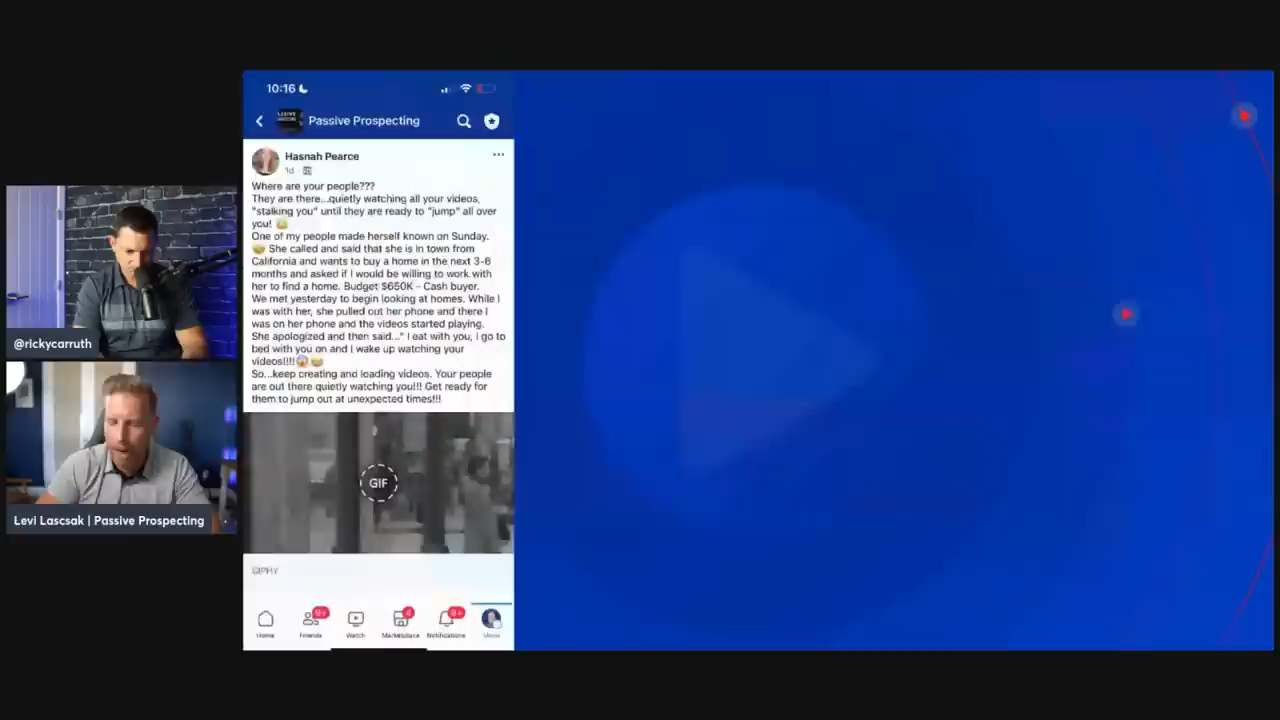 10:16
Passive Prospecting
Hasnah Pearce
1d
Where are your people???
They are there...quietly watching all your videos,
"stalking you" until they are ready to "jump" all over
you!
One of my people made herself known on Sunday.
She called and said that she is in town from
California and wants to buy a home in the next 3-6
months and asked if I would be willing to work with
her to find a home. Budget $650K - Cash buyer.
We met yesterday to begin looking at homes. While I
was with her, she pulled out her phone and there I
was on her phone and the videos started playing.
She apologized and then said..." I eat with you, I go to
bed with you on and I wake up watching your
videos!!!!
So...keep creating and loading videos. Your people
are out there quietly watching you!!! Get ready for
them to jump out at unexpected times!!!
GIF
GIPHY
9+
4
9+
Home
Friends
Watch
Marketplace
Notifications
Menu
@rickycarruth
Levi Lascsak | Passive Prospecting